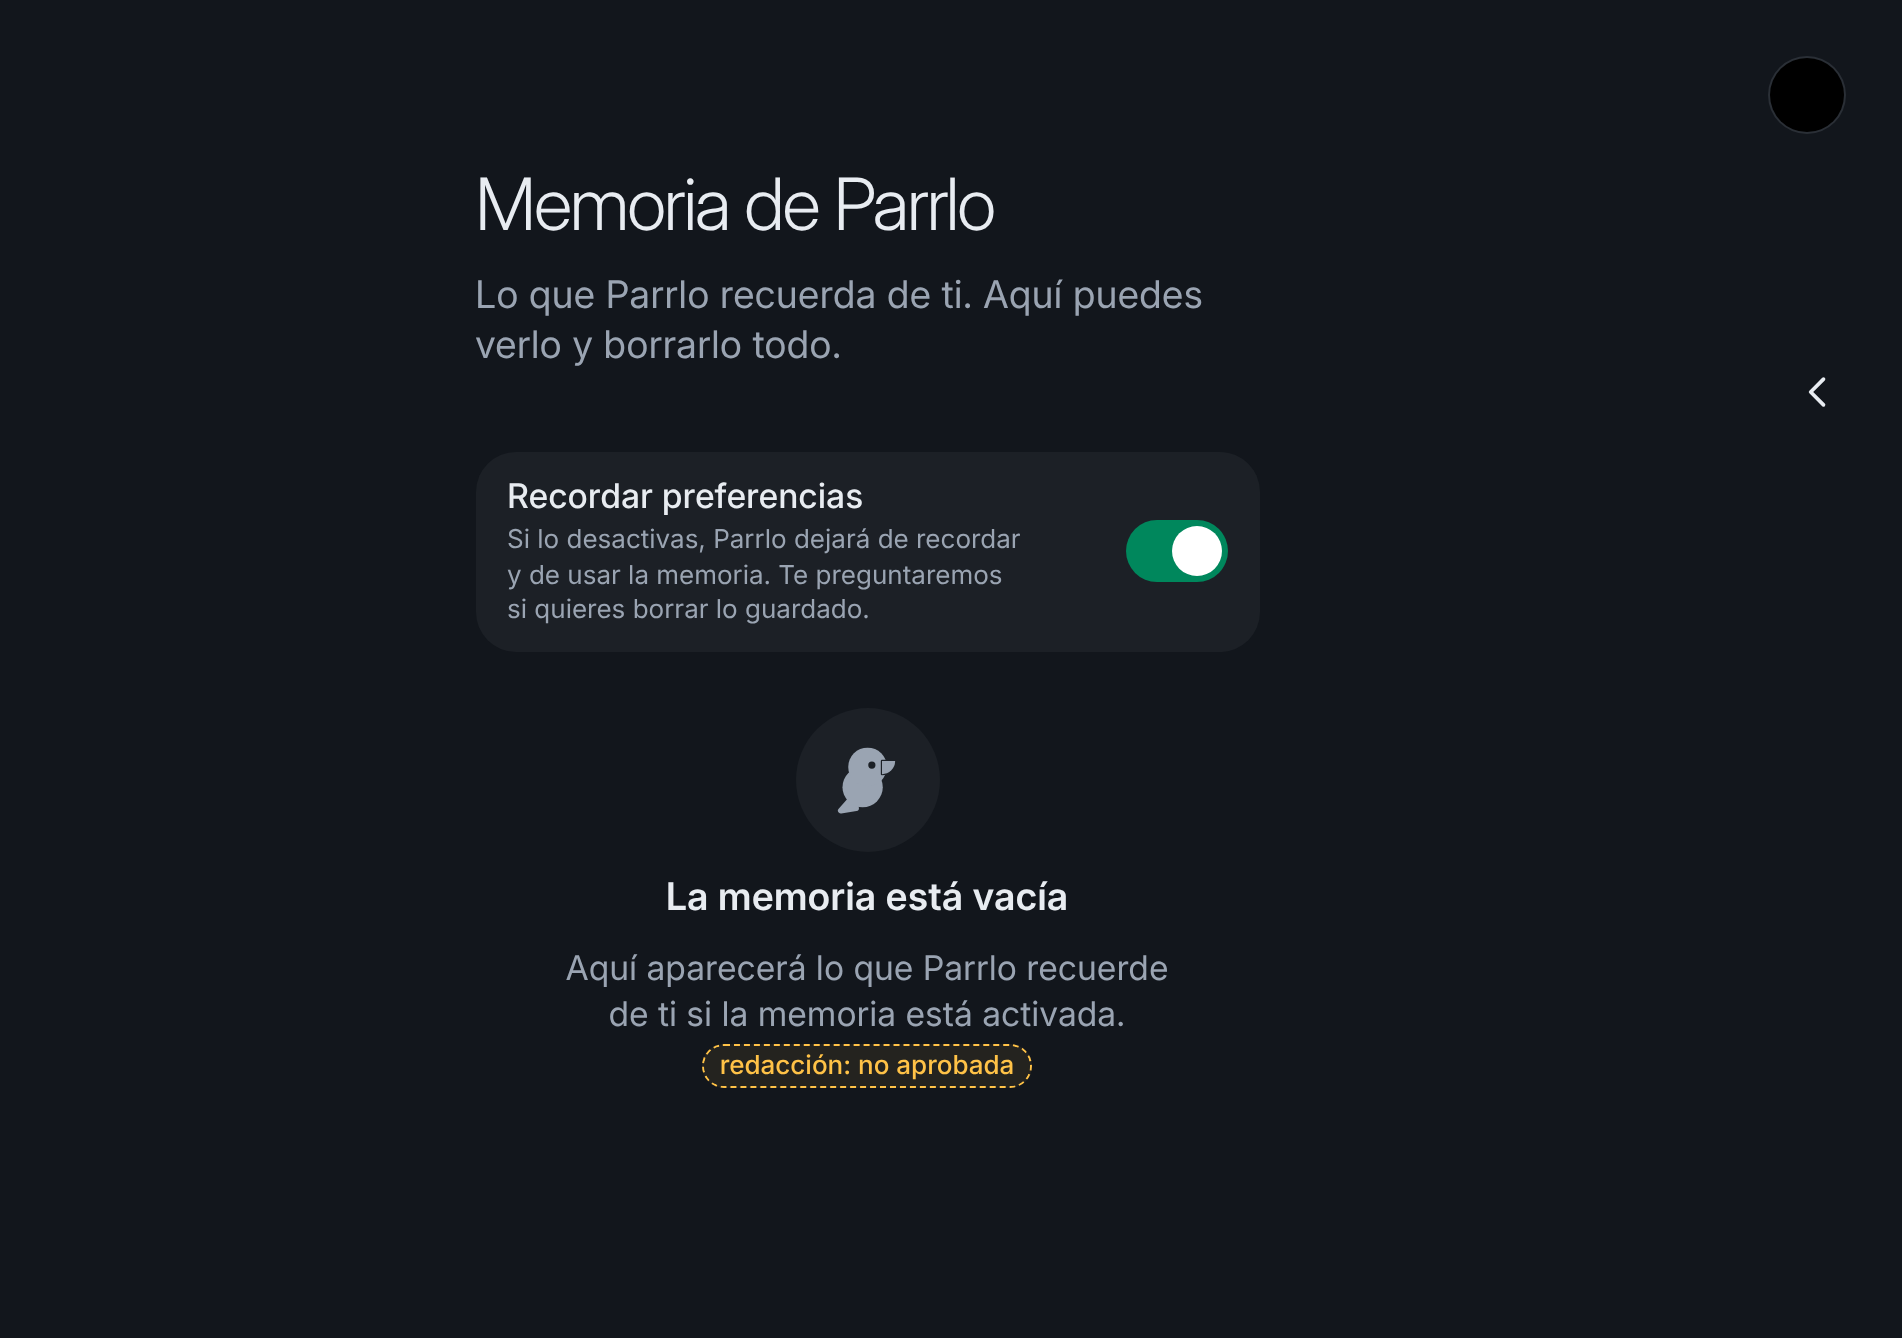 Memoria de Parrlo
Lo que Parrlo recuerda de ti. Aquí puedes
verlo y borrarlo todo.
Recordar preferencias
Si lo desactivas, Parrlo dejará de recordar
y de usar la memoria. Te preguntaremos
si quieres borrar lo guardado.
La memoria está vacía
Aquí aparecerá lo que Parrlo recuerde
de ti si la memoria está activada.
redacción: no aprobada